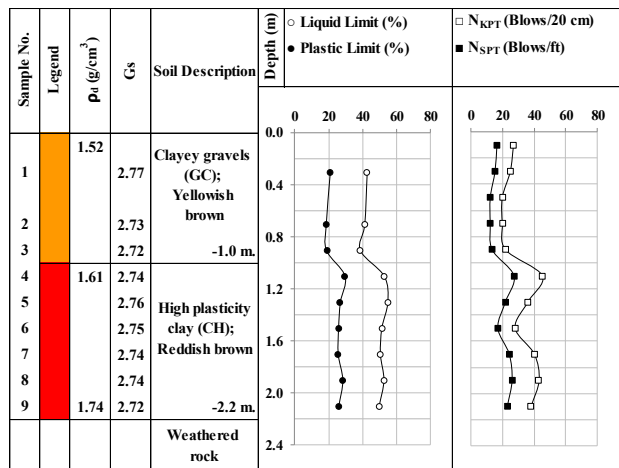 Sample No.
Legend
ρd (g/cm³)
Gs
Soil Description
Depth (m)
Liquid Limit (%)
Plastic Limit (%)
NKPT (Blows/20 cm)
NSPT (Blows/ft)
0 20 40 60 80
0 20 40 60 80
0.0
0.4
0.8
1.2
1.6
2.0
2.4
1.52
1 2.77
Clayey gravels
(GC);
Yellowish
brown
2 2.73
3 2.72 -1.0 m.
4 1.61 2.74
5 2.76
6 2.75
7 2.74
8 2.74
High plasticity
clay (CH);
Reddish brown
9 1.74 2.72 -2.2 m.
Weathered
rock